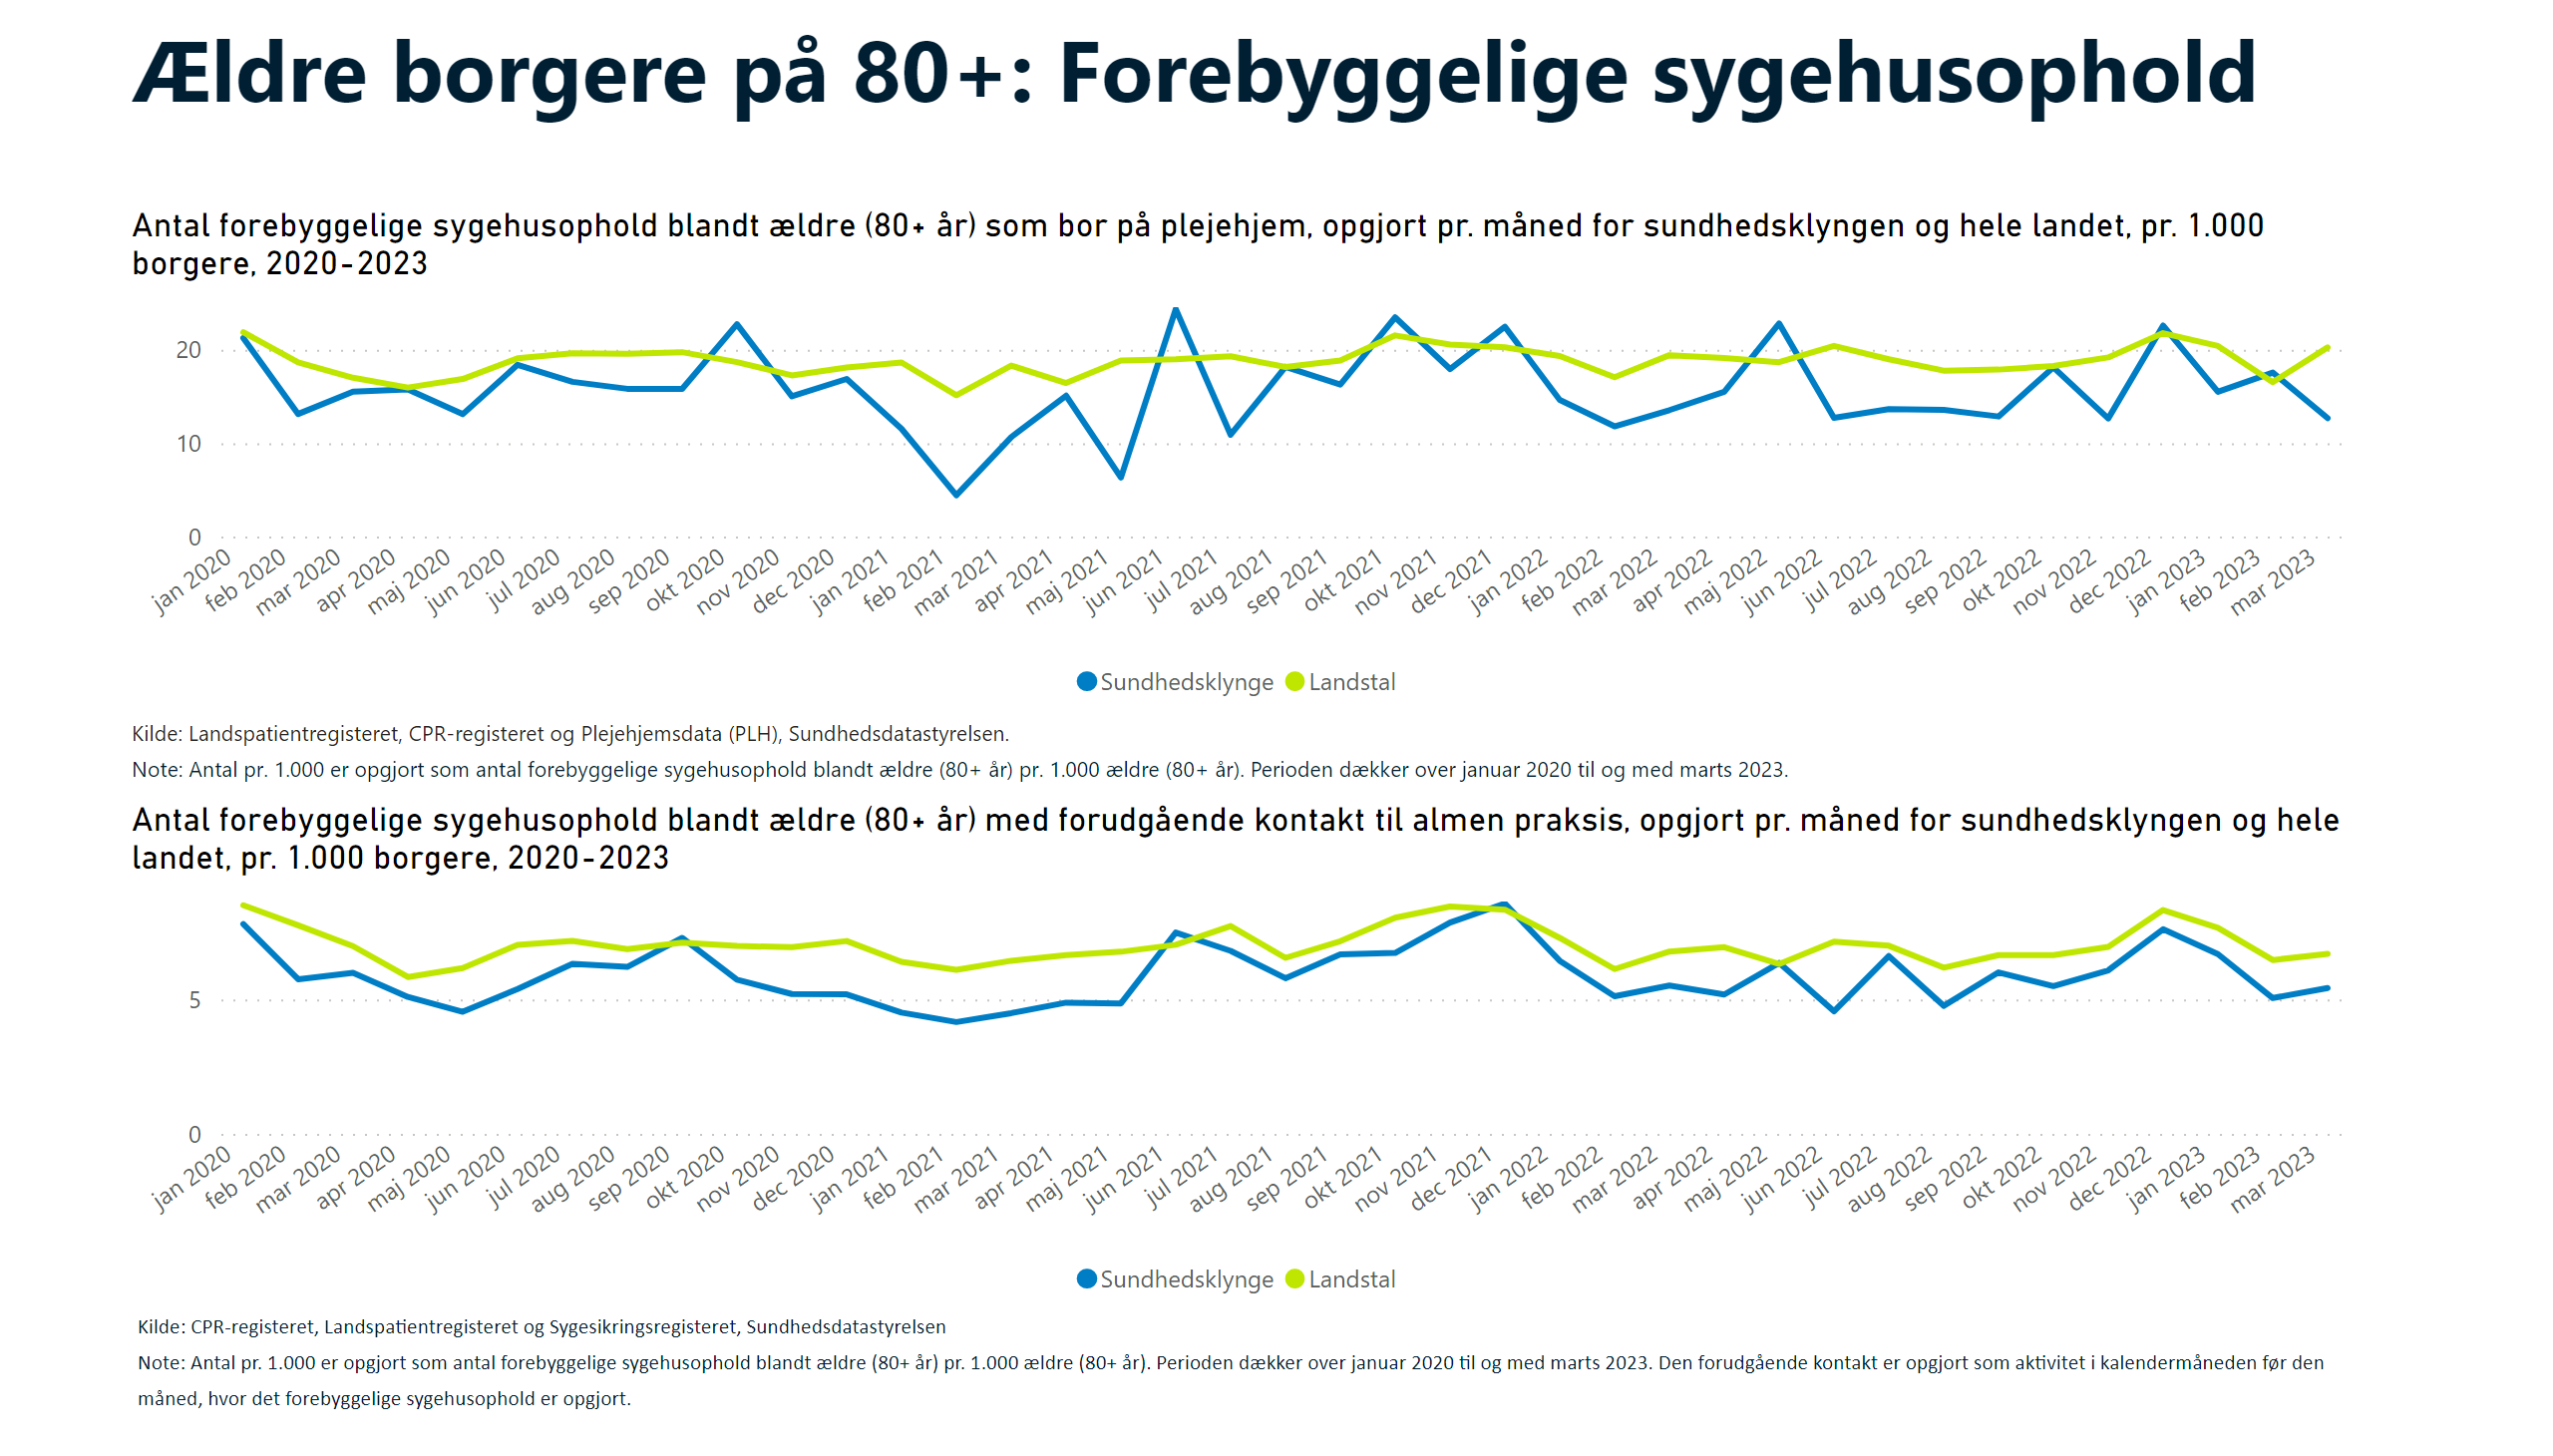 Ældre borgere på 80+: Forebyggelige sygehusophold
Antal forebyggelige sygehusophold blandt ældre (80+ år) som bor på plejehjem, opgjort pr. måned for sundhedsklyngen og hele landet, pr. 1.000
borgere, 2020-2023
20
10
0
jan 2020 feb 2020 mar 2020 apr 2020 maj 2020 jun 2020 jul 2020 aug 2020 sep 2020 okt 2020 nov 2020 dec 2020 jan 2021 feb 2021 mar 2021 apr 2021 maj 2021 jun 2021 jul 2021 aug 2021 sep 2021 okt 2021 nov 2021 dec 2021 jan 2022 feb 2022 mar 2022 apr 2022 maj 2022 jun 2022 jul 2022 aug 2022 sep 2022 okt 2022 nov 2022 dec 2022 jan 2023 feb 2023 mar 2023
Sundhedsklynge Landstal
Kilde: Landspatientregisteret, CPR-registeret og Plejehjemsdata (PLH), Sundhedsdatastyrelsen.
Note: Antal pr. 1.000 er opgjort som antal forebyggelige sygehusophold blandt ældre (80+ år) pr. 1.000 ældre (80+ år). Perioden dækker over januar 2020 til og med marts 2023.
Antal forebyggelige sygehusophold blandt ældre (80+ år) med forudgående kontakt til almen praksis, opgjort pr. måned for sundhedsklyngen og hele
landet, pr. 1.000 borgere, 2020-2023
5
0
jan 2020 feb 2020 mar 2020 apr 2020 maj 2020 jun 2020 jul 2020 aug 2020 sep 2020 okt 2020 nov 2020 dec 2020 jan 2021 feb 2021 mar 2021 apr 2021 maj 2021 jun 2021 jul 2021 aug 2021 sep 2021 okt 2021 nov 2021 dec 2021 jan 2022 feb 2022 mar 2022 apr 2022 maj 2022 jun 2022 jul 2022 aug 2022 sep 2022 okt 2022 nov 2022 dec 2022 jan 2023 feb 2023 mar 2023
Sundhedsklynge Landstal
Kilde: CPR-registeret, Landspatientregisteret og Sygesikringsregisteret, Sundhedsdatastyrelsen
Note: Antal pr. 1.000 er opgjort som antal forebyggelige sygehusophold blandt ældre (80+ år) pr. 1.000 ældre (80+ år). Perioden dækker over januar 2020 til og med marts 2023. Den forudgående kontakt er opgjort som aktivitet i kalendermåneden før den
måned, hvor det forebyggelige sygehusophold er opgjort.